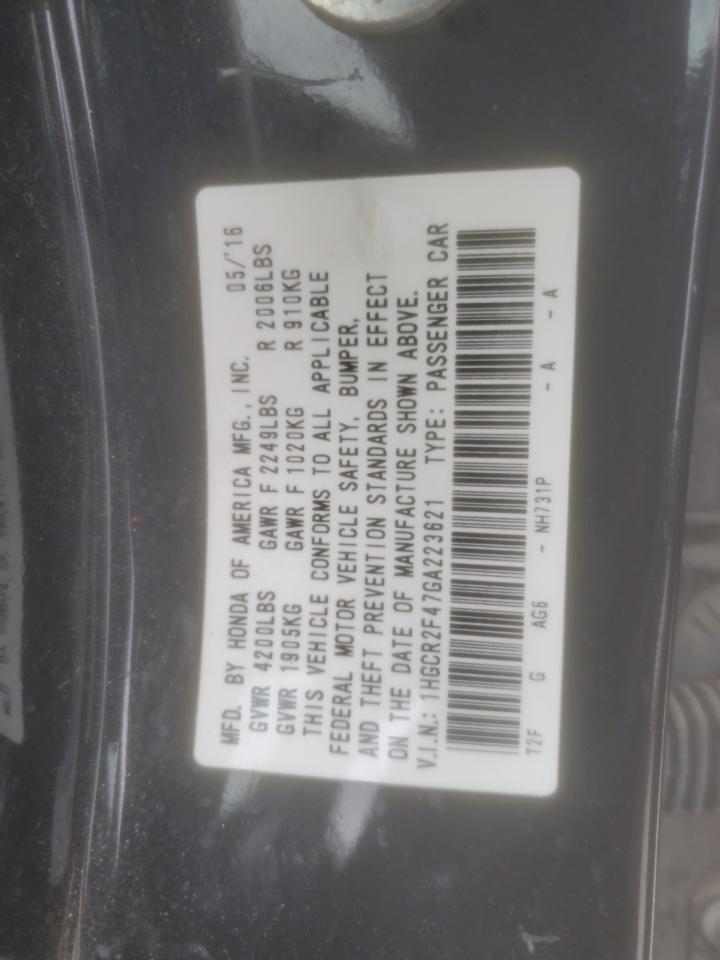 MFD. BY HONDA OF AMERICA MFG., INC. 05/'16
GVWR 4200LBS GAWR F 2249LBS R 2006LBS
GVWR 1905KG GAWR F 1020KG R 910KG
THIS VEHICLE CONFORMS TO ALL APPLICABLE
FEDERAL MOTOR VEHICLE SAFETY, BUMPER,
AND THEFT PREVENTION STANDARDS IN EFFECT
ON THE DATE OF MANUFACTURE SHOWN ABOVE.
V.I.N.: 1HGCR2F47GA223621 TYPE: PASSENGER CAR
T2F G AG6 - NH731P - A - A